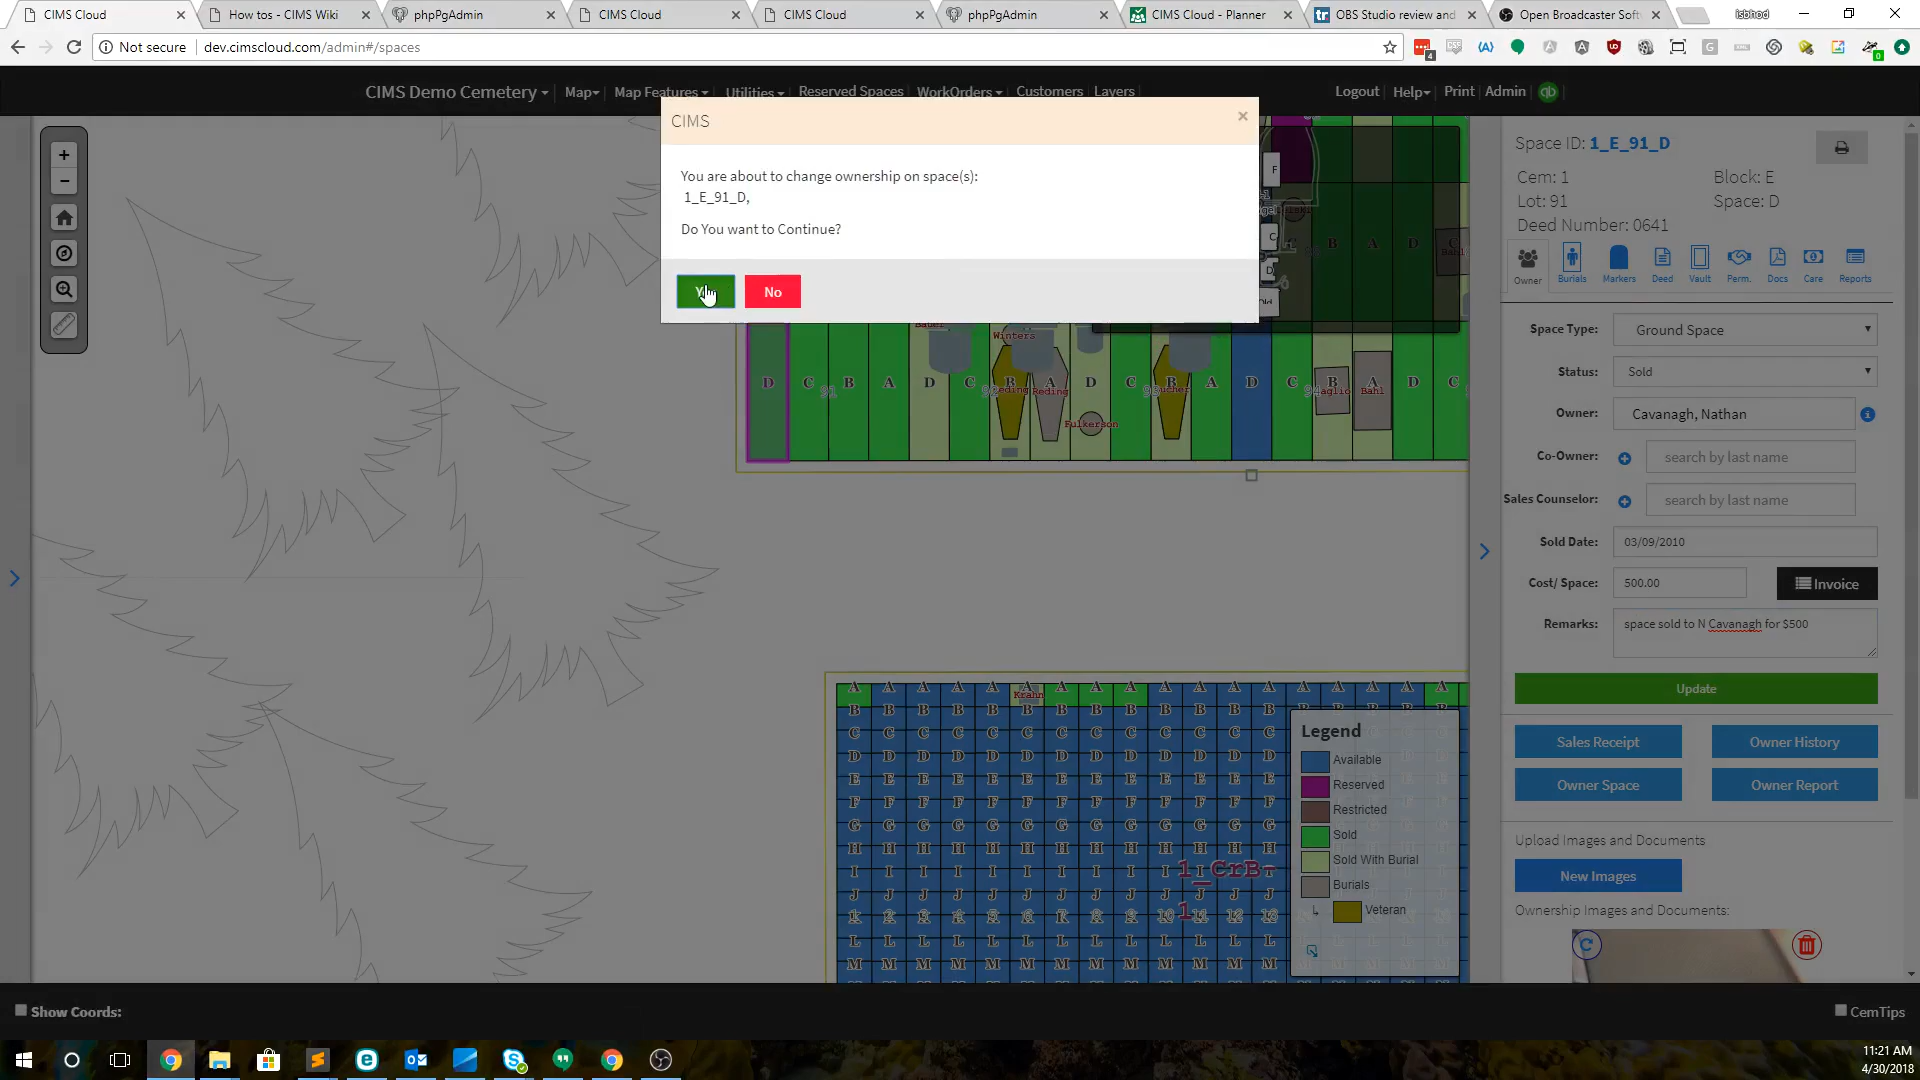 CIMS Cloud
How tos - CIMS Wiki
phpPgAdmin
CIMS Cloud
CIMS Cloud
phpPgAdmin
CIMS Cloud - Planner
OBS Studio review and
Open Broadcaster Soft
isbhod
Not secure
dev.cimscloud.com/admin#/spaces
CIMS Demo Cemetery
Map
Map Features
Utilities
Reserved Spaces
WorkOrders
Customers
Layers
Logout
Help
Print
Admin
qb
CIMS
×
You are about to change ownership on space(s):
1_E_91_D,
Do You want to Continue?
No
Space ID: 1_E_91_D
Cem: 1
Block: E
Lot: 91
Space: D
Deed Number: 0641
Owner
Burials
Markers
Deed
Vault
Perm.
Docs
Care
Reports
Space Type:
Ground Space
Status:
Sold
Owner:
Cavanagh, Nathan
Co-Owner:
search by last name
Sales Counselor:
search by last name
Sold Date:
03/09/2010
Cost/ Space:
500.00
Invoice
Remarks:
space sold to N Cavanagh for $500
Update
Sales Receipt
Owner History
Owner Space
Owner Report
Upload Images and Documents
New Images
Ownership Images and Documents:
Winters
D C B A D C B A D C B A D C B A D C
91
Reding
Fulkerson
Bahl
A A A A A A A A A A A A A A A A A A
Krahn
B B B B B B B B B B B B B
C C C C C C C C C C C C C
D D D D D D D D D D D D D
E E E E E E E E E E E E E
F F F F F F F F F F F F F
G G G G G G G G G G G G G
H H H H H H H H H H H H H
I I I I I I I I I I I I I
1_CrB-
1
J J J J J J J J J J J J J
L L L L L L L L L L L L L
M M M M M M M M M M M M M
Legend
Available
Reserved
Restricted
Sold
Sold With Burial
Burials
Veteran
Show Coords:
CemTips
11:21 AM
4/30/2018